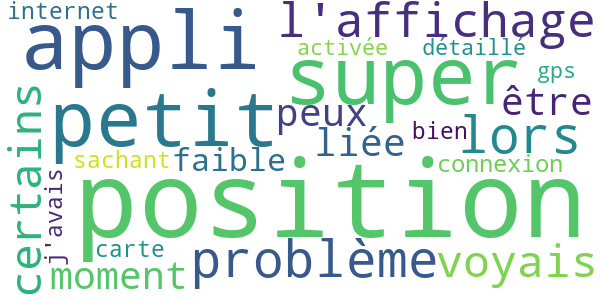 internet
appli
l'affichage
activée
détaillé
super
gps
petit
peux
être
certains
liée
bien
lors
sachant
faible
connexion
j'avais
position
carte
problème
voyais
moment